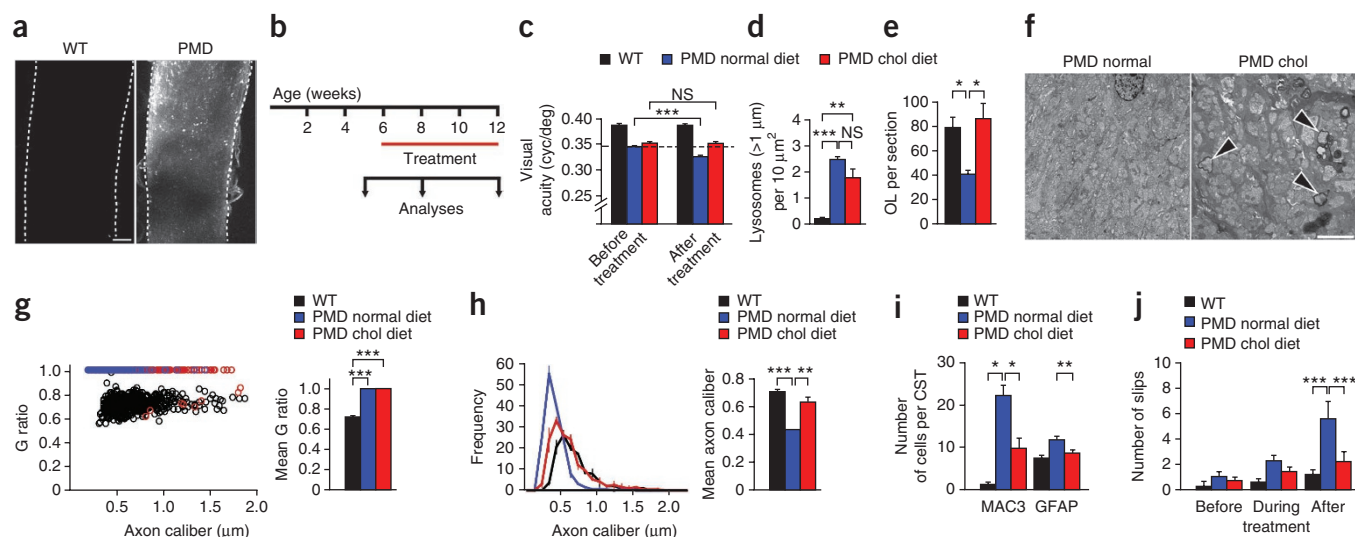 a
WT
PMD
b
Age (weeks)
2 4 6 8 10 12
Treatment
Analyses
c
WT
PMD normal diet
PMD chol diet
NS
***
Visual
acuity (cyc/deg)
0.40
0.35
0.30
0.25
Before
treatment
After
treatment
d
**
*** NS
Lysosomes (>1 μm)
per 10 μm²
4
3
2
1
0
e
* *
OL per section
80
60
40
20
0
f
PMD normal
PMD chol
g
WT
PMD normal diet
PMD chol diet
G ratio
1.0
0.8
0.6
0.4
0.2
0
0.5 1.0 1.5 2.0
Axon caliber (μm)
***
***
Mean G ratio
1.0
0.8
0.6
0.4
0.2
0
h
WT
PMD normal diet
PMD chol diet
Frequency
60
50
40
30
20
10
0
0.5 1.0 1.5 2.0
Axon caliber (μm)
*** **
Mean axon caliber
0.8
0.6
0.4
0.2
0
i
WT
PMD normal diet
PMD chol diet
* * **
Number
of cells per CST
30
20
10
0
MAC3 GFAP
j
WT
PMD normal diet
PMD chol diet
*** ***
Number of slips
10
8
6
4
2
0
Before During After
treatment